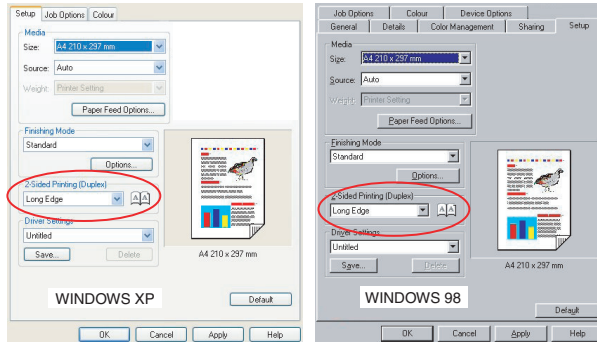 Setup Job Options Colour
Media
Size: A4 210 x 297 mm
Source: Auto
Weight: Printer Setting
Paper Feed Options...
Finishing Mode
Standard
Options...
2-Sided Printing (Duplex)
Long Edge
A A
Driver Settings
Untitled
Save... Delete
A4 210 x 297 mm
WINDOWS XP
Default
OK Cancel Apply Help
Job Options Colour Device Options
General Details Color Management Sharing Setup
Media
Size: A4 210 x 297 mm
Source: Auto
Weight: Printer Setting
Paper Feed Options...
Finishing Mode
Standard
Options...
2-Sided Printing (Duplex)
Long Edge
A A
Driver Settings
Untitled
Save... Delete
A4 210 x 297 mm
WINDOWS 98
Default
OK Cancel Apply Help